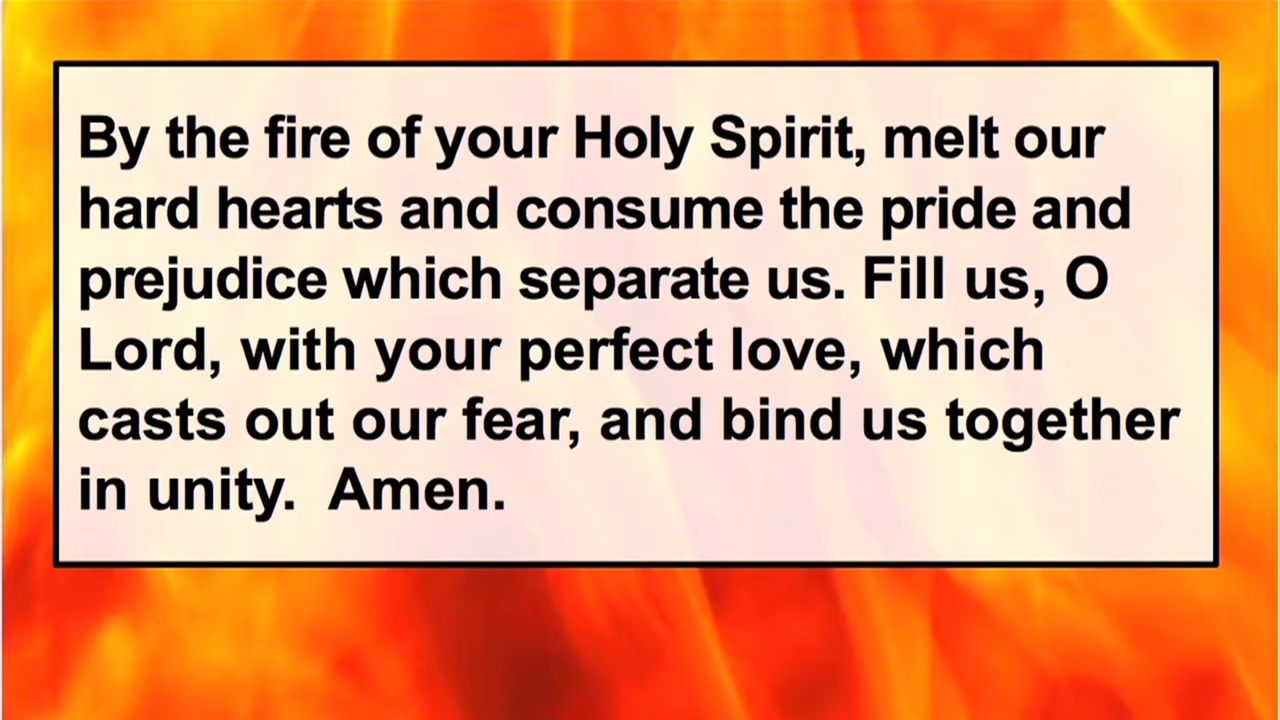 By the fire of your Holy Spirit, melt our
hard hearts and consume the pride and
prejudice which separate us. Fill us, O
Lord, with your perfect love, which
casts out our fear, and bind us together
in unity.  Amen.